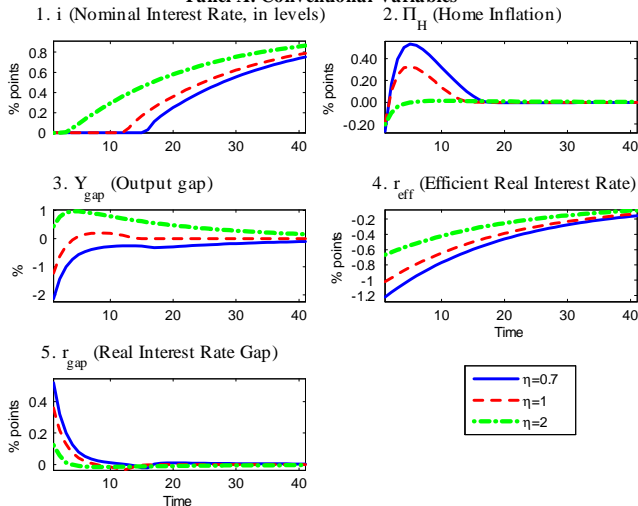 Panel A: Conventional Variables
1. i (Nominal Interest Rate, in levels)
% points
0.8
0.6
0.4
0.2
0
10 20 30 40
2. Π_H (Home Inflation)
% points
0.40
0.20
0.00
-0.20
10 20 30 40
3. Y_gap (Output gap)
%
1
0
-1
-2
10 20 30 40
4. r_eff (Efficient Real Interest Rate)
% points
-0.2
-0.4
-0.6
-0.8
-1
-1.2
10 20 30 40
Time
5. r_gap (Real Interest Rate Gap)
% points
0.4
0.2
0
10 20 30 40
Time
η=0.7
η=1
η=2